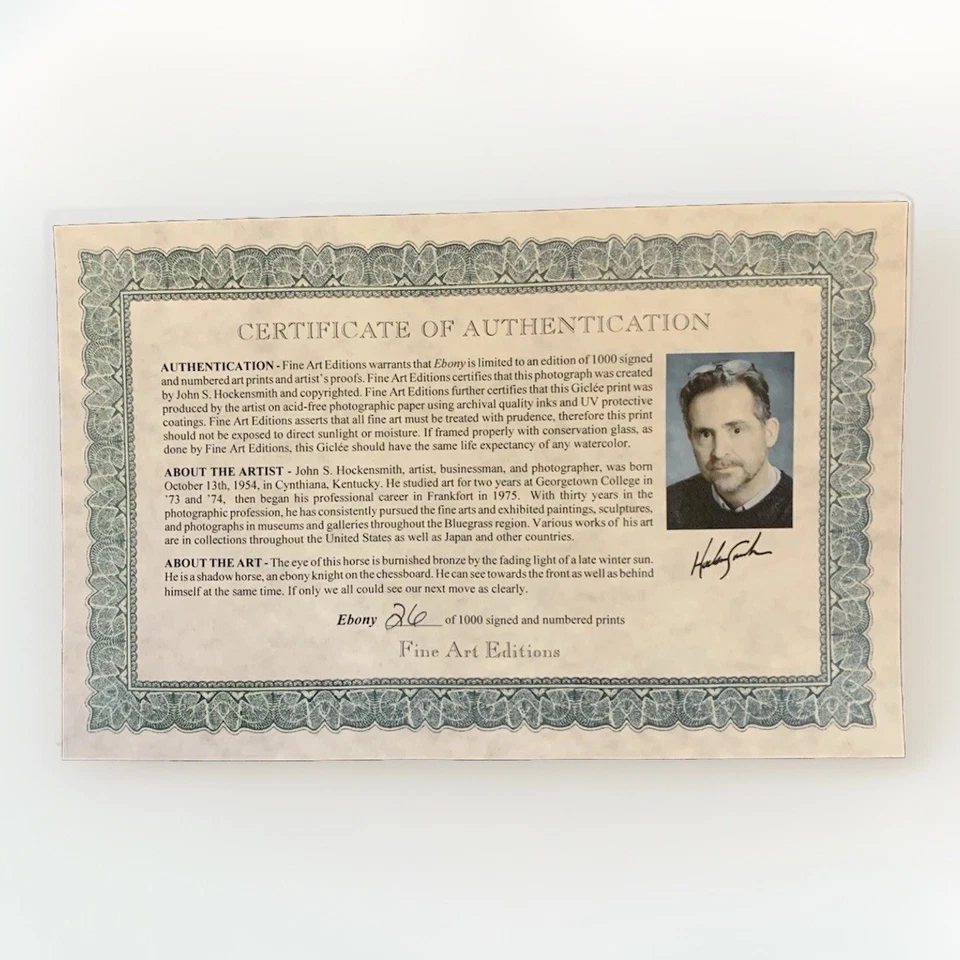 CERTIFICATE OF AUTHENTICATION
AUTHENTICATION - Fine Art Editions warrants that Ebony is limited to an edition of 1000 signed
and numbered art prints and artist's proofs. Fine Art Editions certifies that this photograph was created
by John S. Hockensmith and copyrighted. Fine Art Editions further certifies that this Giclée print was
produced by the artist on acid-free photographic paper using archival quality inks and UV protective
coatings. Fine Art Editions asserts that all fine art must be treated with prudence, therefore this print
should not be exposed to direct sunlight or moisture. If framed properly with conservation glass, as
done by Fine Art Editions, this Giclée should have the same life expectancy of any watercolor.
ABOUT THE ARTIST - John S. Hockensmith, artist, businessman, and photographer, was born
October 13th, 1954, in Cynthiana, Kentucky. He studied art for two years at Georgetown College in
'73 and '74, then began his professional career in Frankfort in 1975. With thirty years in the
photographic profession, he has consistently pursued the fine arts and exhibited paintings, sculptures,
and photographs in museums and galleries throughout the Bluegrass region. Various works of his art
are in collections throughout the United States as well as Japan and other countries.
ABOUT THE ART - The eye of this horse is burnished bronze by the fading light of a late winter sun.
He is a shadow horse, an ebony knight on the chessboard. He can see towards the front as well as behind
himself at the same time. If only we all could see our next move as clearly.
Ebony 26 of 1000 signed and numbered prints
Fine Art Editions